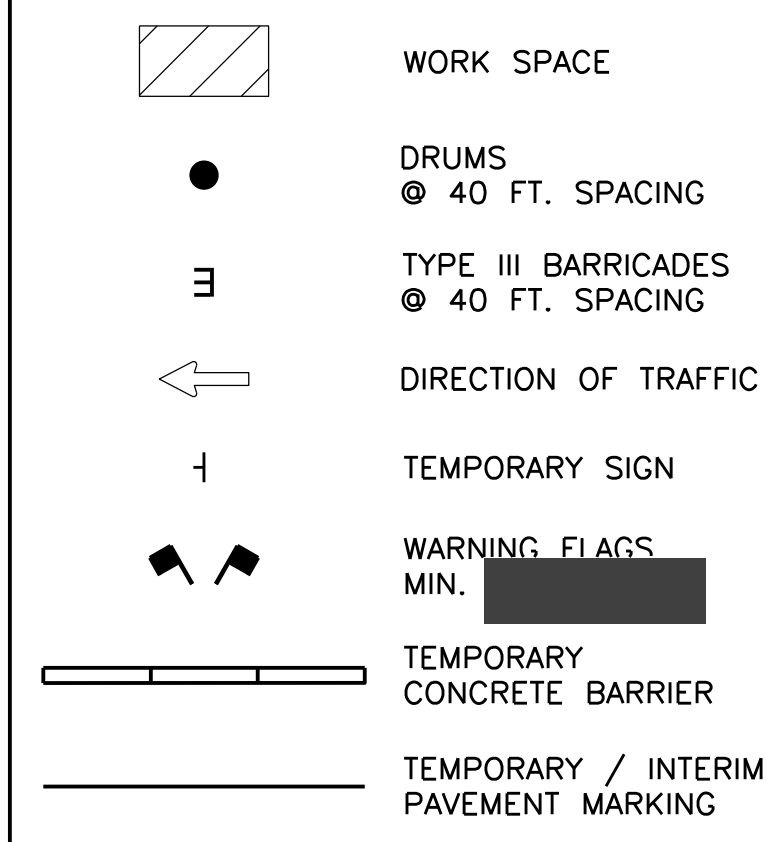 WORK SPACE
DRUMS
@ 40 FT. SPACING
TYPE III BARRICADES
@ 40 FT. SPACING
DIRECTION OF TRAFFIC
TEMPORARY SIGN
WARNING FLAGS
MIN.
TEMPORARY
CONCRETE BARRIER
TEMPORARY / INTERIM
PAVEMENT MARKING